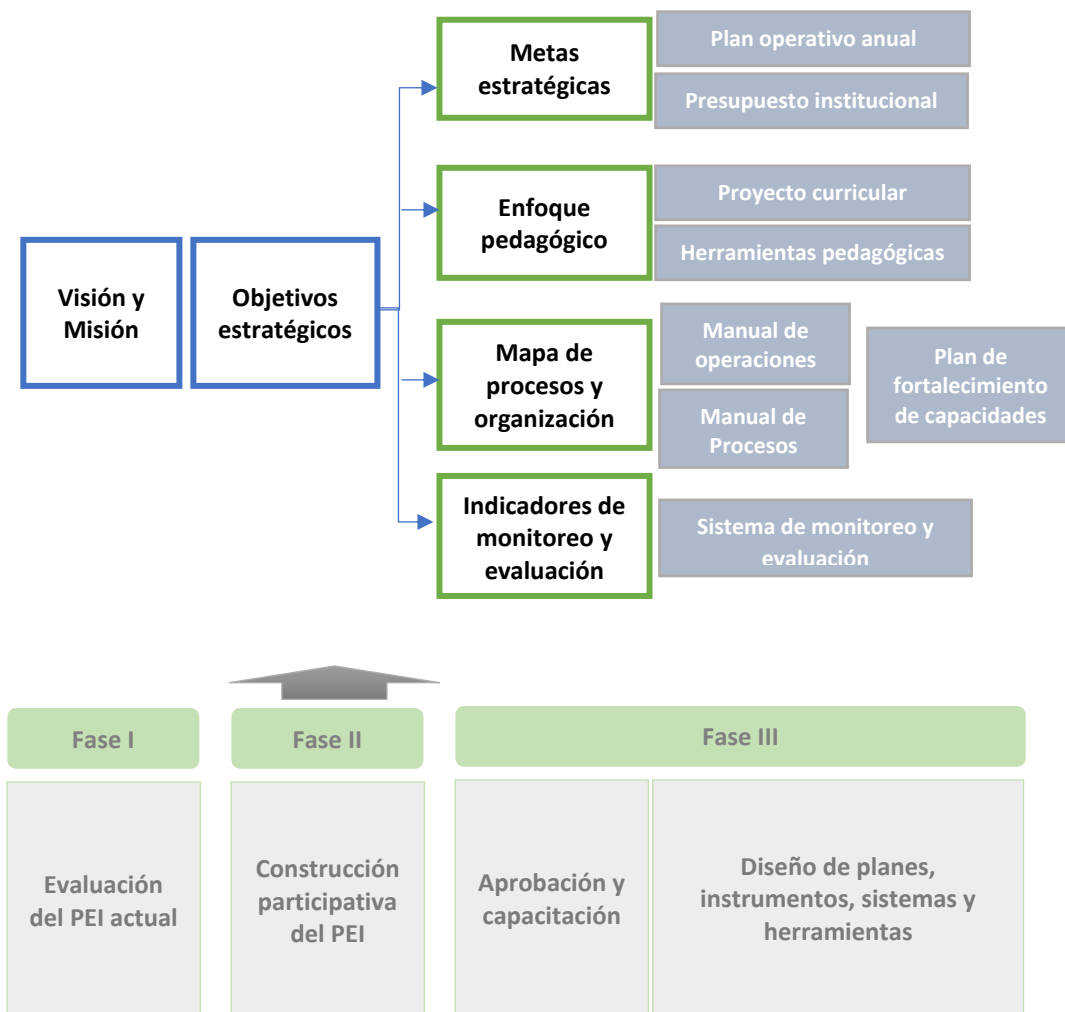 Metas
estratégicas
Plan operativo anual
Presupuesto institucional
Enfoque
pedagógico
Proyecto curricular
Herramientas pedagógicas
Visión y
Misión
Objetivos
estratégicos
Mapa de
procesos y
organización
Manual de
operaciones
Manual de
Procesos
Plan de
fortalecimiento
de capacidades
Indicadores de
monitoreo y
evaluación
Sistema de monitoreo y
evaluación
Fase I
Fase II
Fase III
Evaluación
del PEI actual
Construcción
participativa
del PEI
Aprobación y
capacitación
Diseño de planes,
instrumentos, sistemas y
herramientas